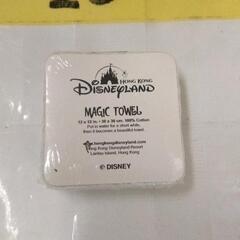 HONG KONG
DISNEYLAND
MAGIC TOWEL
12 x 12 in. • 30 x 30 cm. 100% Cotton
Put in water for a short while,
then it becomes a beautiful towel.
hongkongdisneyland.com
Hong Kong Disneyland Resort
Lantau Island, Hong Kong
© DISNEY